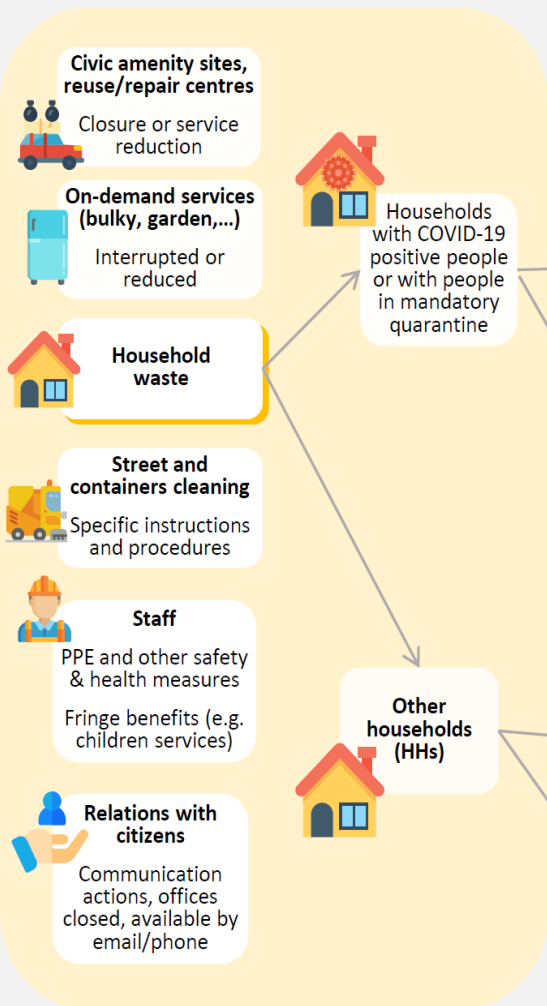 Civic amenity sites,
reuse/repair centres
Closure or service
reduction
On-demand services
(bulky, garden,...)
Interrupted or
reduced
Household
waste
Street and
containers cleaning
Specific instructions
and procedures
Staff
PPE and other safety
& health measures
Fringe benefits (e.g.
children services)
Relations with
citizens
Communication
actions, offices
closed, available by
email/phone
Households
with COVID-19
positive people
or with people
in mandatory
quarantine
Other
households
(HHs)